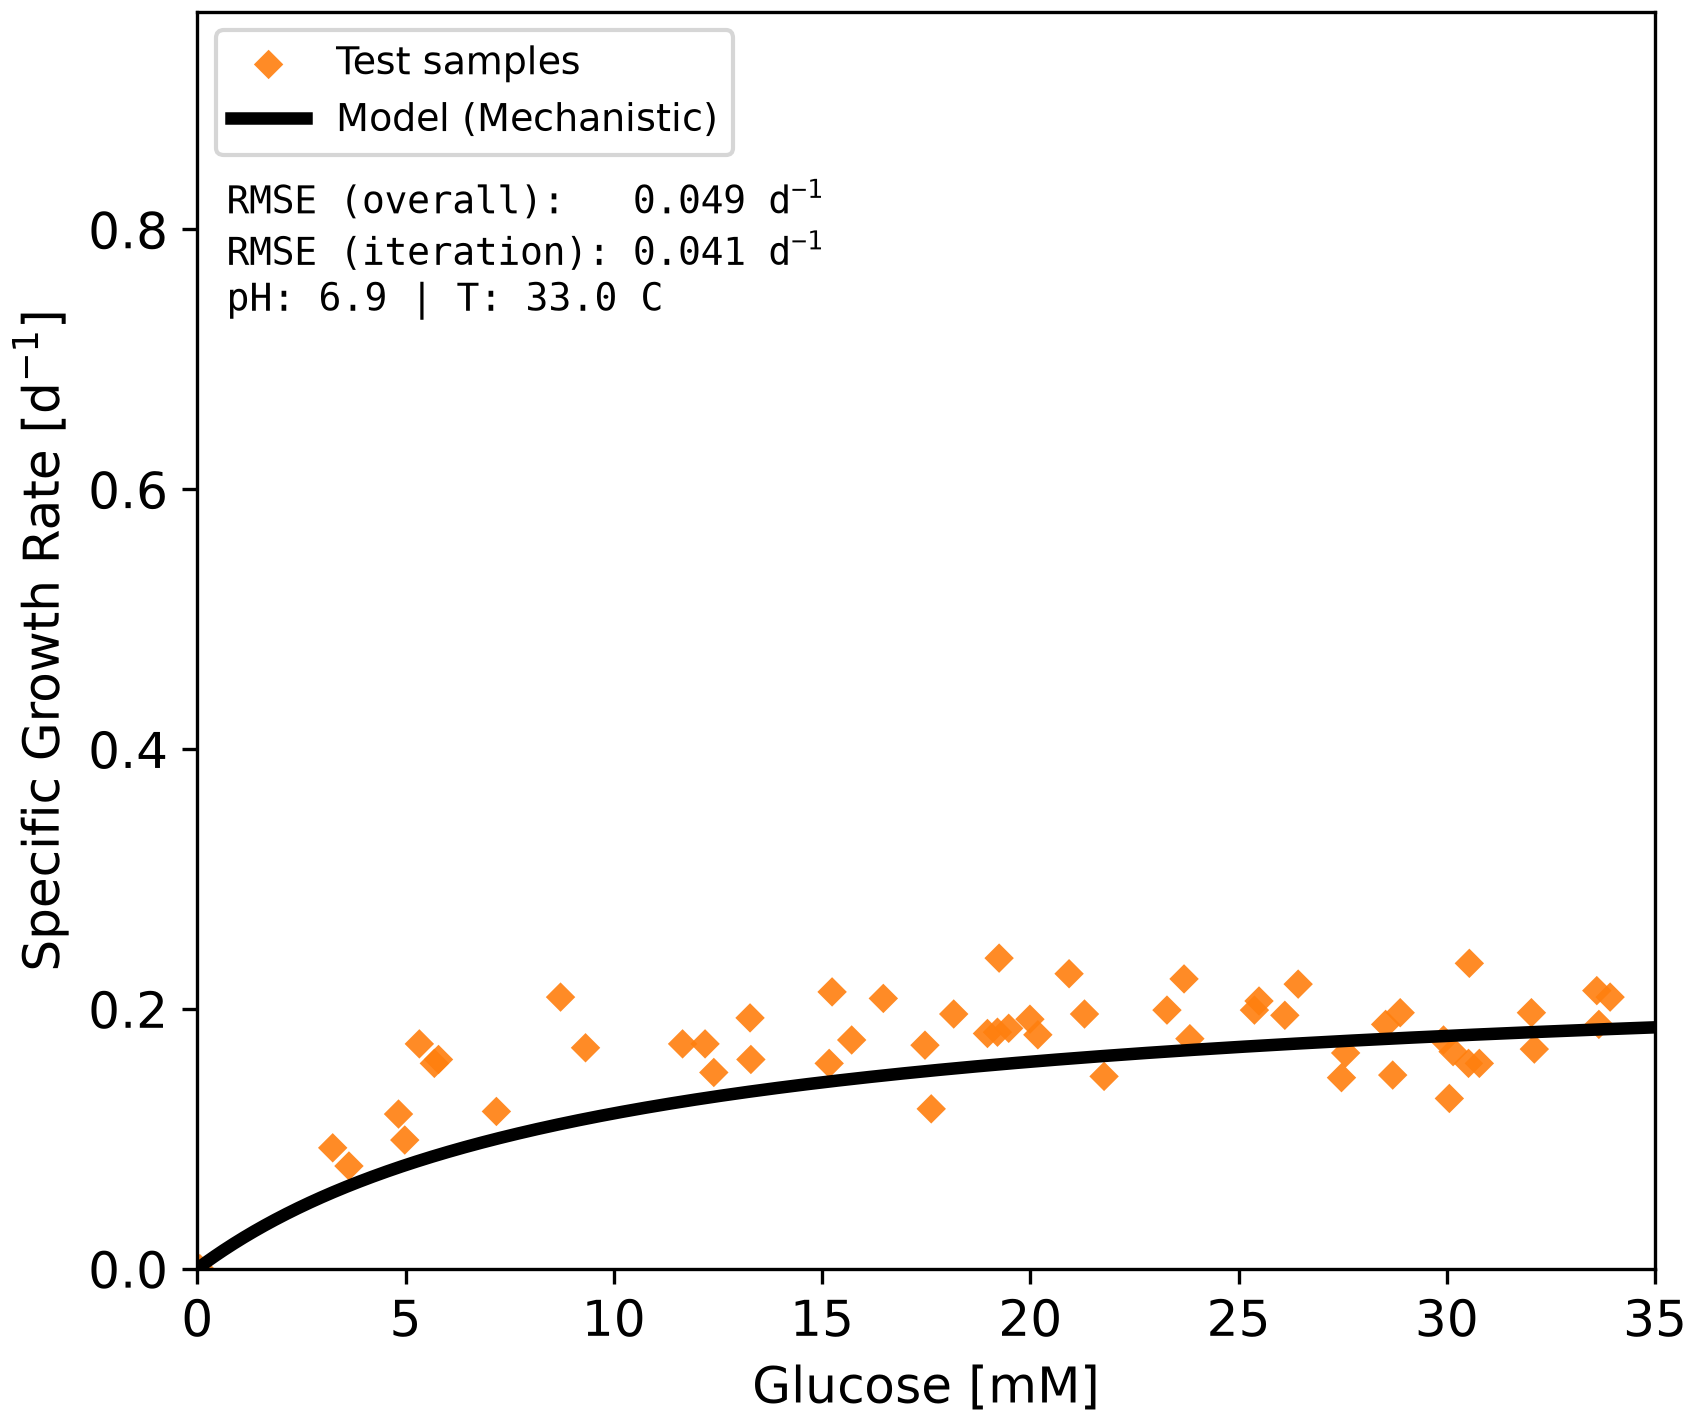 Test samples
Model (Mechanistic)
RMSE (overall):   0.049 d⁻¹
RMSE (iteration): 0.041 d⁻¹
pH: 6.9 | T: 33.0 C
Specific Growth Rate [d⁻¹]
0.8
0.6
0.4
0.2
0.0
0 5 10 15 20 25 30 35
Glucose [mM]